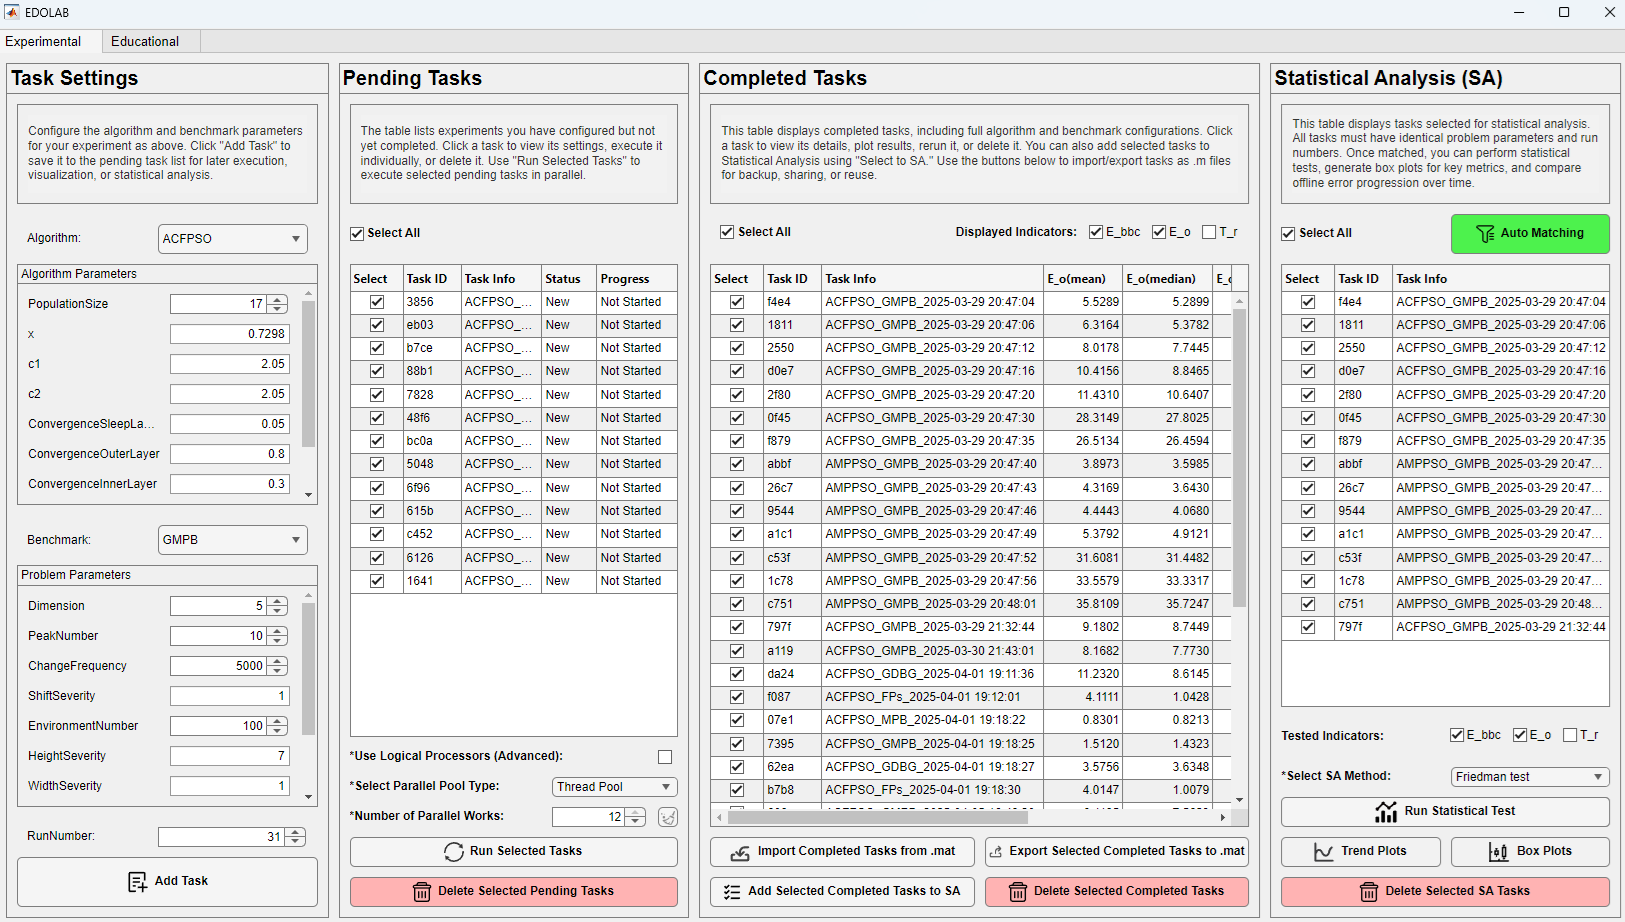 EDOLAB
Experimental
Educational
Task Settings
Configure the algorithm and benchmark parameters
for your experiment as above. Click "Add Task" to
save it to the pending task list for later execution,
visualization, or statistical analysis.
Algorithm:
ACFPSO
Algorithm Parameters
PopulationSize 17
x 0.7298
c1 2.05
c2 2.05
ConvergenceSleepLa... 0.05
ConvergenceOuterLayer 0.8
ConvergenceInnerLayer 0.3
Benchmark:
GMPB
Problem Parameters
Dimension 5
PeakNumber 10
ChangeFrequency 5000
ShiftSeverity 1
EnvironmentNumber 100
HeightSeverity 7
WidthSeverity 1
RunNumber: 31
Add Task
Pending Tasks
The table lists experiments you have configured but not
yet completed. Click a task to view its settings, execute it
individually, or delete it. Use "Run Selected Tasks" to
execute selected pending tasks in parallel.
Select All
Select Task ID Task Info Status Progress
3856 ACFPSO_... New Not Started
eb03 ACFPSO_... New Not Started
b7ce ACFPSO_... New Not Started
88b1 ACFPSO_... New Not Started
7828 ACFPSO_... New Not Started
48f6 ACFPSO_... New Not Started
bc0a ACFPSO_... New Not Started
5048 ACFPSO_... New Not Started
6f96 ACFPSO_... New Not Started
615b ACFPSO_... New Not Started
c452 ACFPSO_... New Not Started
6126 ACFPSO_... New Not Started
1641 ACFPSO_... New Not Started
*Use Logical Processors (Advanced):
*Select Parallel Pool Type: Thread Pool
*Number of Parallel Works: 12
Run Selected Tasks
Delete Selected Pending Tasks
Completed Tasks
This table displays completed tasks, including full algorithm and benchmark configurations. Click
a task to view its details, plot results, rerun it, or delete it. You can also add selected tasks to
Statistical Analysis using "Select to SA." Use the buttons below to import/export tasks as .m files
for backup, sharing, or reuse.
Select All
Displayed Indicators: E_bbc E_o T_r
Select Task ID Task Info E_o(mean) E_o(median)
f4e4 ACFPSO_GMPB_2025-03-29 20:47:04 5.5289 5.2899
1811 ACFPSO_GMPB_2025-03-29 20:47:06 6.3164 5.3782
2550 ACFPSO_GMPB_2025-03-29 20:47:12 8.0178 7.7445
d0e7 ACFPSO_GMPB_2025-03-29 20:47:16 10.4156 8.8465
2f80 ACFPSO_GMPB_2025-03-29 20:47:20 11.4310 10.6407
0f45 ACFPSO_GMPB_2025-03-29 20:47:30 28.3149 27.8025
f879 ACFPSO_GMPB_2025-03-29 20:47:35 26.5134 26.4594
abbf AMPPSO_GMPB_2025-03-29 20:47:40 3.8973 3.5985
26c7 AMPPSO_GMPB_2025-03-29 20:47:43 4.3169 3.6430
9544 AMPPSO_GMPB_2025-03-29 20:47:46 4.4443 4.0680
a1c1 AMPPSO_GMPB_2025-03-29 20:47:49 5.3792 4.9121
c53f AMPPSO_GMPB_2025-03-29 20:47:52 31.6081 31.4482
1c78 AMPPSO_GMPB_2025-03-29 20:47:56 33.5579 33.3317
c751 AMPPSO_GMPB_2025-03-29 20:48:01 35.8109 35.7247
797f ACFPSO_GMPB_2025-03-29 21:32:44 9.1802 8.7449
a119 ACFPSO_GMPB_2025-03-30 21:43:01 8.1682 7.7730
da24 ACFPSO_GDBG_2025-04-01 19:11:36 11.2320 8.6145
f087 ACFPSO_FPs_2025-04-01 19:12:01 4.1111 1.0428
07e1 ACFPSO_MPB_2025-04-01 19:18:22 0.8301 0.8213
7395 ACFPSO_GMPB_2025-04-01 19:18:25 1.5120 1.4323
62ea ACFPSO_GDBG_2025-04-01 19:18:27 3.5756 3.6348
b7b8 ACFPSO_FPs_2025-04-01 19:18:30 4.0147 1.0079
Import Completed Tasks from .mat
Export Selected Completed Tasks to .mat
Add Selected Completed Tasks to SA
Delete Selected Completed Tasks
Statistical Analysis (SA)
This table displays tasks selected for statistical analysis.
All tasks must have identical problem parameters and run
numbers. Once matched, you can perform statistical
tests, generate box plots for key metrics, and compare
offline error progression over time.
Select All
Auto Matching
Select Task ID Task Info
f4e4 ACFPSO_GMPB_2025-03-29 20:47:04
1811 ACFPSO_GMPB_2025-03-29 20:47:06
2550 ACFPSO_GMPB_2025-03-29 20:47:12
d0e7 ACFPSO_GMPB_2025-03-29 20:47:16
2f80 ACFPSO_GMPB_2025-03-29 20:47:20
0f45 ACFPSO_GMPB_2025-03-29 20:47:30
f879 ACFPSO_GMPB_2025-03-29 20:47:35
abbf AMPPSO_GMPB_2025-03-29 20:47...
26c7 AMPPSO_GMPB_2025-03-29 20:47...
9544 AMPPSO_GMPB_2025-03-29 20:47...
a1c1 AMPPSO_GMPB_2025-03-29 20:47...
c53f AMPPSO_GMPB_2025-03-29 20:47...
1c78 AMPPSO_GMPB_2025-03-29 20:47...
c751 AMPPSO_GMPB_2025-03-29 20:48...
797f ACFPSO_GMPB_2025-03-29 21:32:44
Tested Indicators: E_bbc E_o T_r
*Select SA Method: Friedman test
Run Statistical Test
Trend Plots
Box Plots
Delete Selected SA Tasks